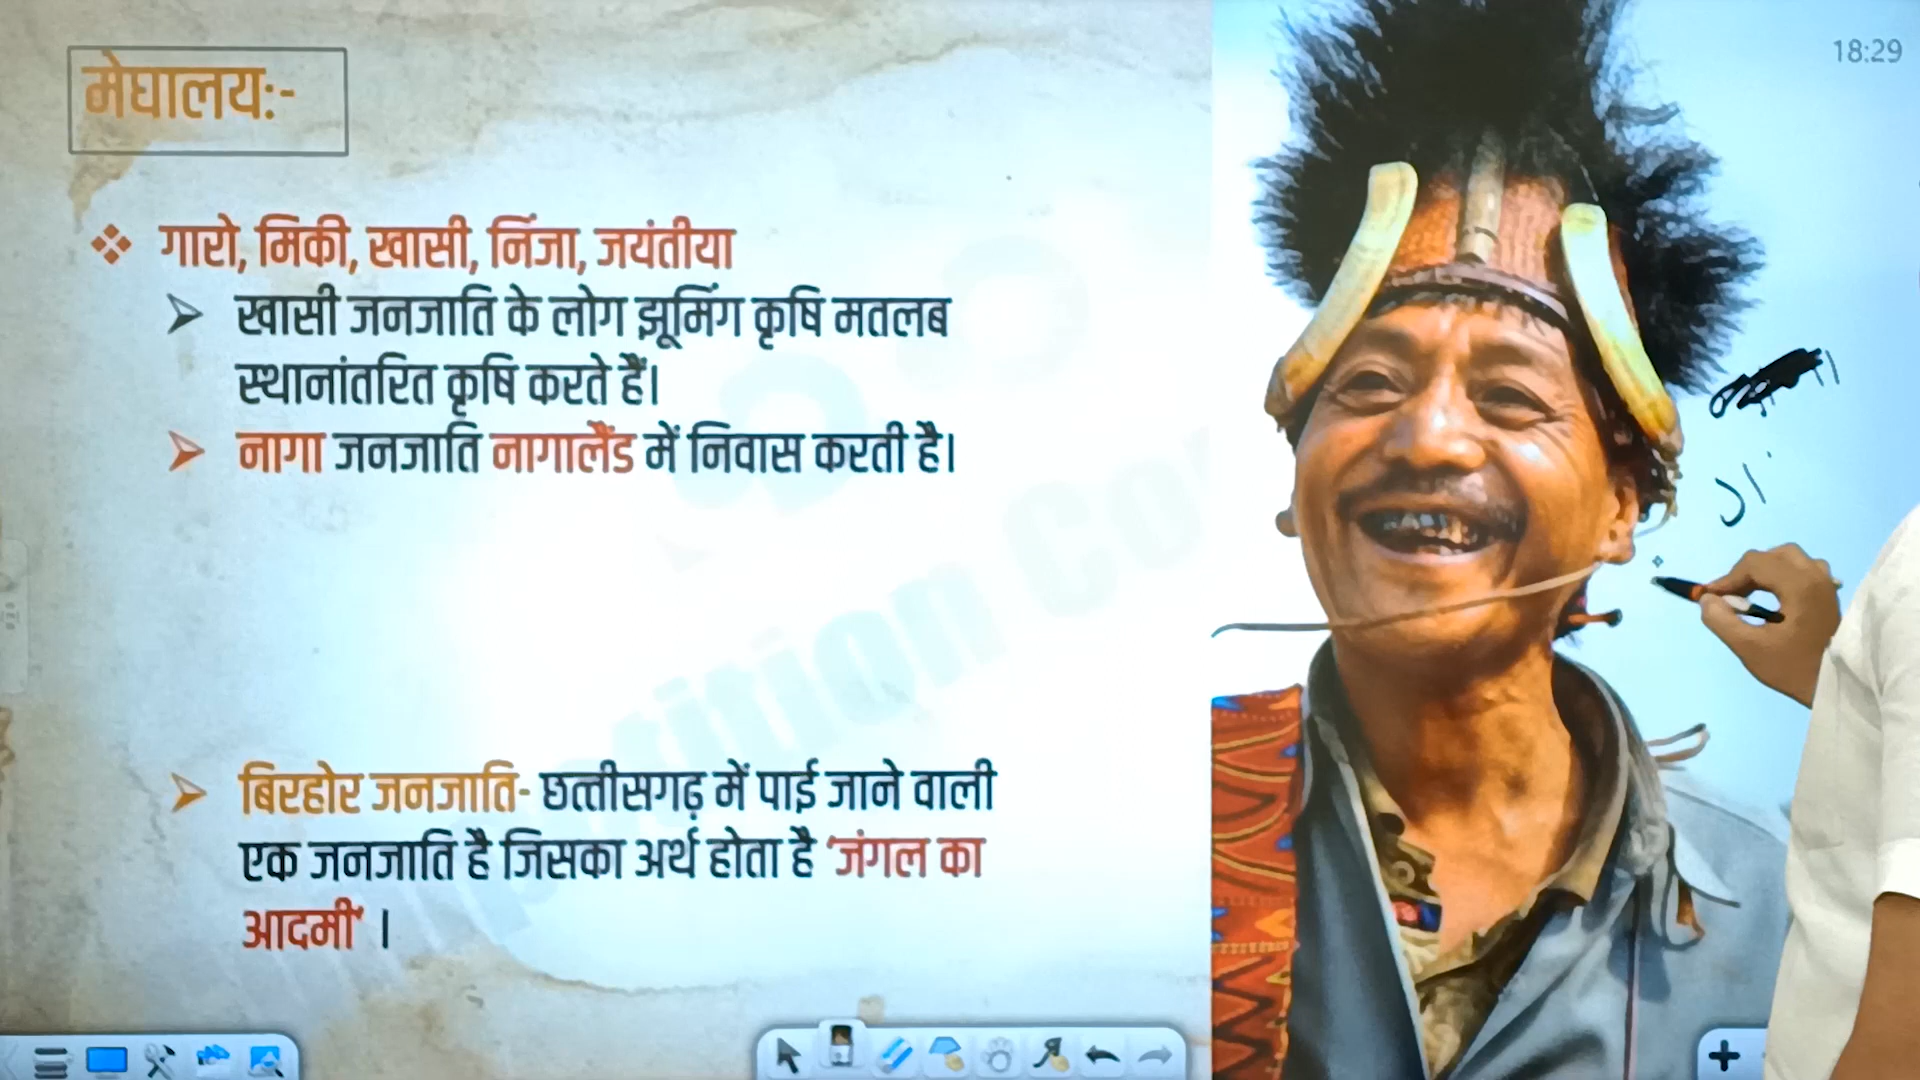 मेघालयः-
18:29
गारो, मिकी, खासी, निंजा, जयंतीया
खासी जनजाति के लोग झूमिंग कृषि मतलब
स्थानांतरित कृषि करते हैं।
नागा जनजाति नागालैंड में निवास करती है।
बिरहोर जनजाति- छत्तीसगढ़ में पाई जाने वाली
एक जनजाति है जिसका अर्थ होता है ‘जंगल का
आदमी’ ।